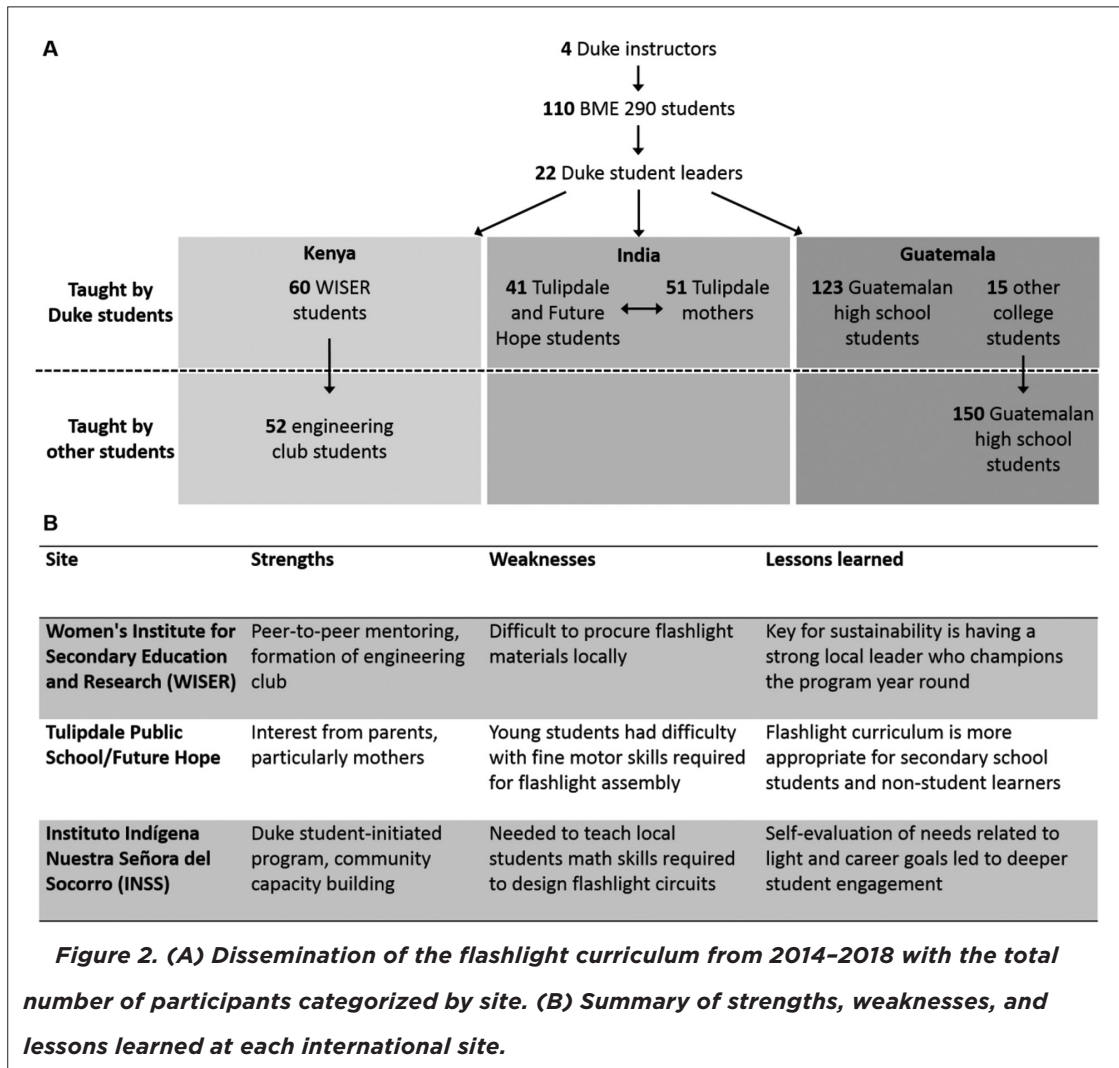 A
4 Duke instructors
110 BME 290 students
22 Duke student leaders
Kenya
India
Guatemala
Taught by
Duke students
60 WISER
students
41 Tulipdale
and Future
Hope students
51 Tulipdale
mothers
123 Guatemalan
high school
students
15 other
college
students
Taught by
other students
52 engineering
club students
150 Guatemalan
high school
students
B
Site
Strengths
Weaknesses
Lessons learned
Women's Institute for
Secondary Education
and Research (WISER)
Peer-to-peer mentoring,
formation of engineering
club
Difficult to procure flashlight
materials locally
Key for sustainability is having a
strong local leader who champions
the program year round
Tulipdale Public
School/Future Hope
Interest from parents,
particularly mothers
Young students had difficulty
with fine motor skills required
for flashlight assembly
Flashlight curriculum is more
appropriate for secondary school
students and non-student learners
Instituto Indígena
Nuestra Señora del
Socorro (INSS)
Duke student-initiated
program, community
capacity building
Needed to teach local
students math skills required
to design flashlight circuits
Self-evaluation of needs related to
light and career goals led to deeper
student engagement
Figure 2. (A) Dissemination of the flashlight curriculum from 2014–2018 with the total
number of participants categorized by site. (B) Summary of strengths, weaknesses, and
lessons learned at each international site.